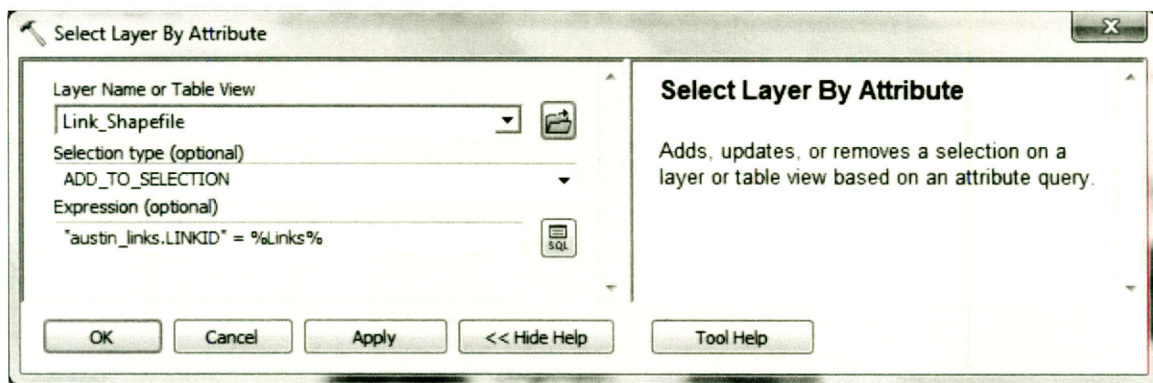 Select Layer By Attribute
Layer Name or Table View
Link_Shapefile
Selection type (optional)
ADD_TO_SELECTION
Expression (optional)
"austin_links.LINKID" = %Links%
SQL
OK
Cancel
Apply
<< Hide Help
Select Layer By Attribute
Adds, updates, or removes a selection on a
layer or table view based on an attribute query.
Tool Help